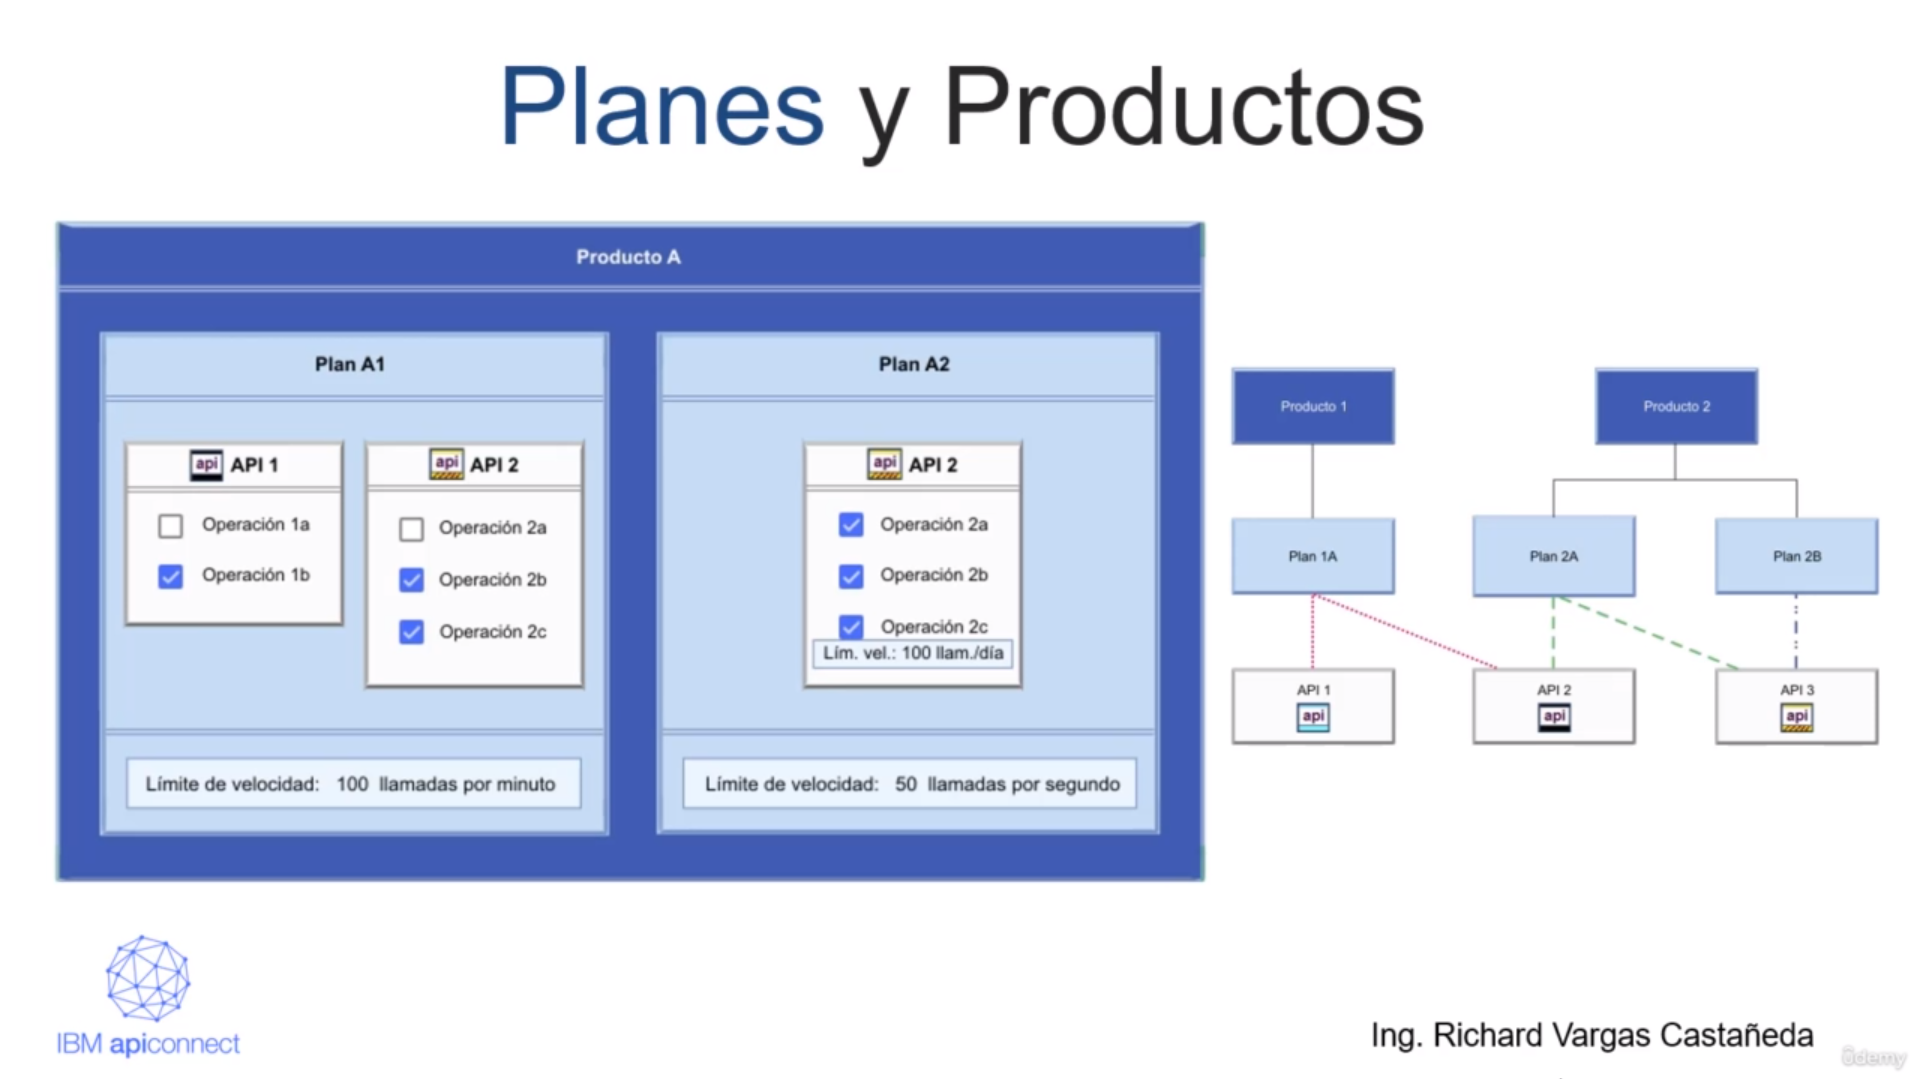 Planes y Productos
Producto A
Plan A1
api API 1
Operación 1a
Operación 1b
api API 2
Operación 2a
Operación 2b
Operación 2c
Límite de velocidad: 100 llamadas por minuto
Plan A2
api API 2
Operación 2a
Operación 2b
Operación 2c
Lím. vel.: 100 llam./día
Límite de velocidad: 50 llamadas por segundo
Producto 1
Producto 2
Plan 1A
Plan 2A
Plan 2B
API 1
api
API 2
api
API 3
api
IBM apiconnect
Ing. Richard Vargas Castañeda
ûdemy